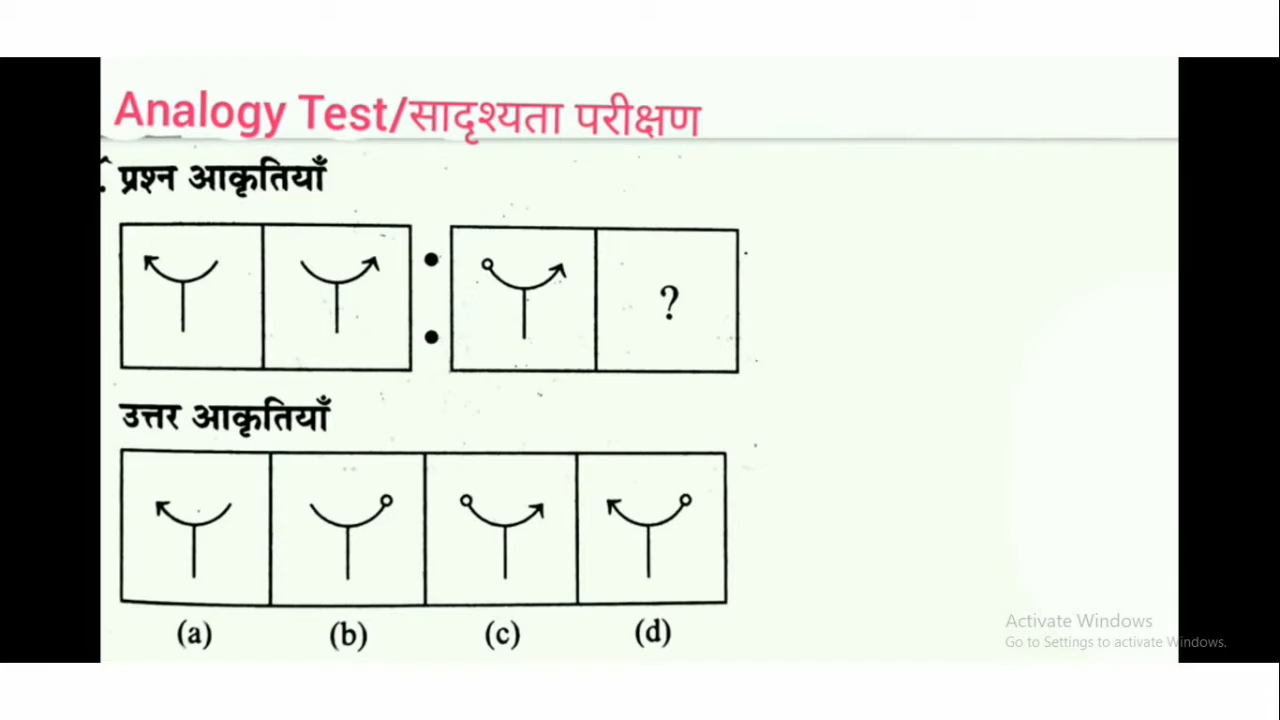 Analogy Test/सादृश्यता परीक्षण
प्रश्न आकृतियाँ
?
उत्तर आकृतियाँ
(a) (b) (c) (d)
Activate Windows
Go to Settings to activate Windows.